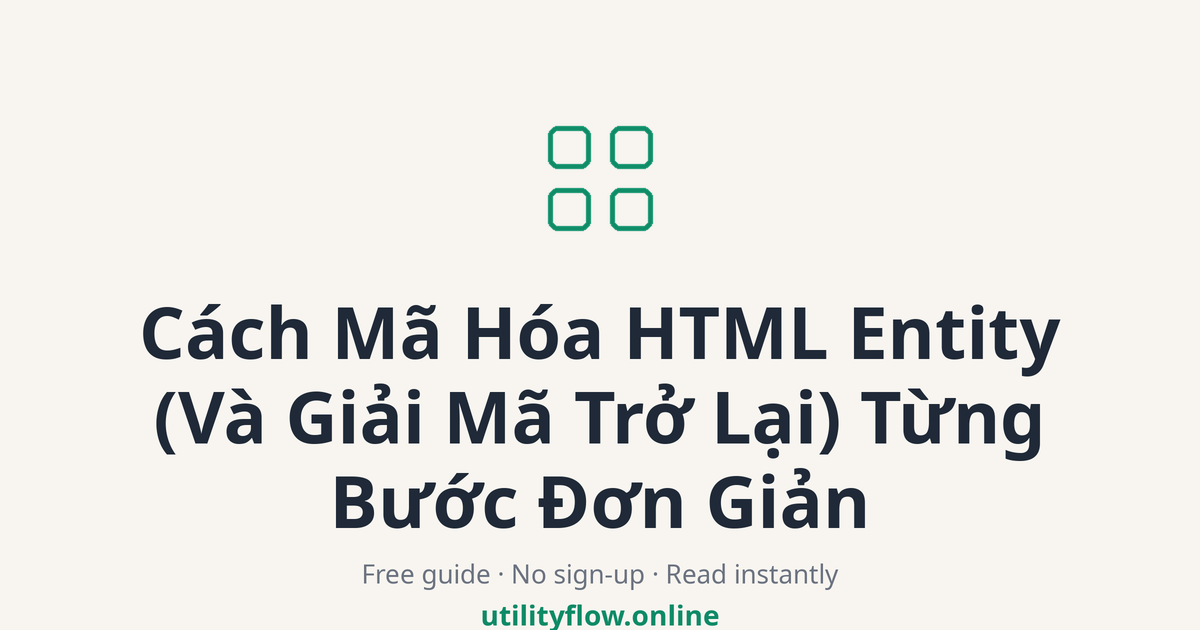 Cách Mã Hóa HTML Entity
(Và Giải Mã Trở Lại) Từng
Bước Đơn Giản
Free guide · No sign-up · Read instantly
utilityflow.online